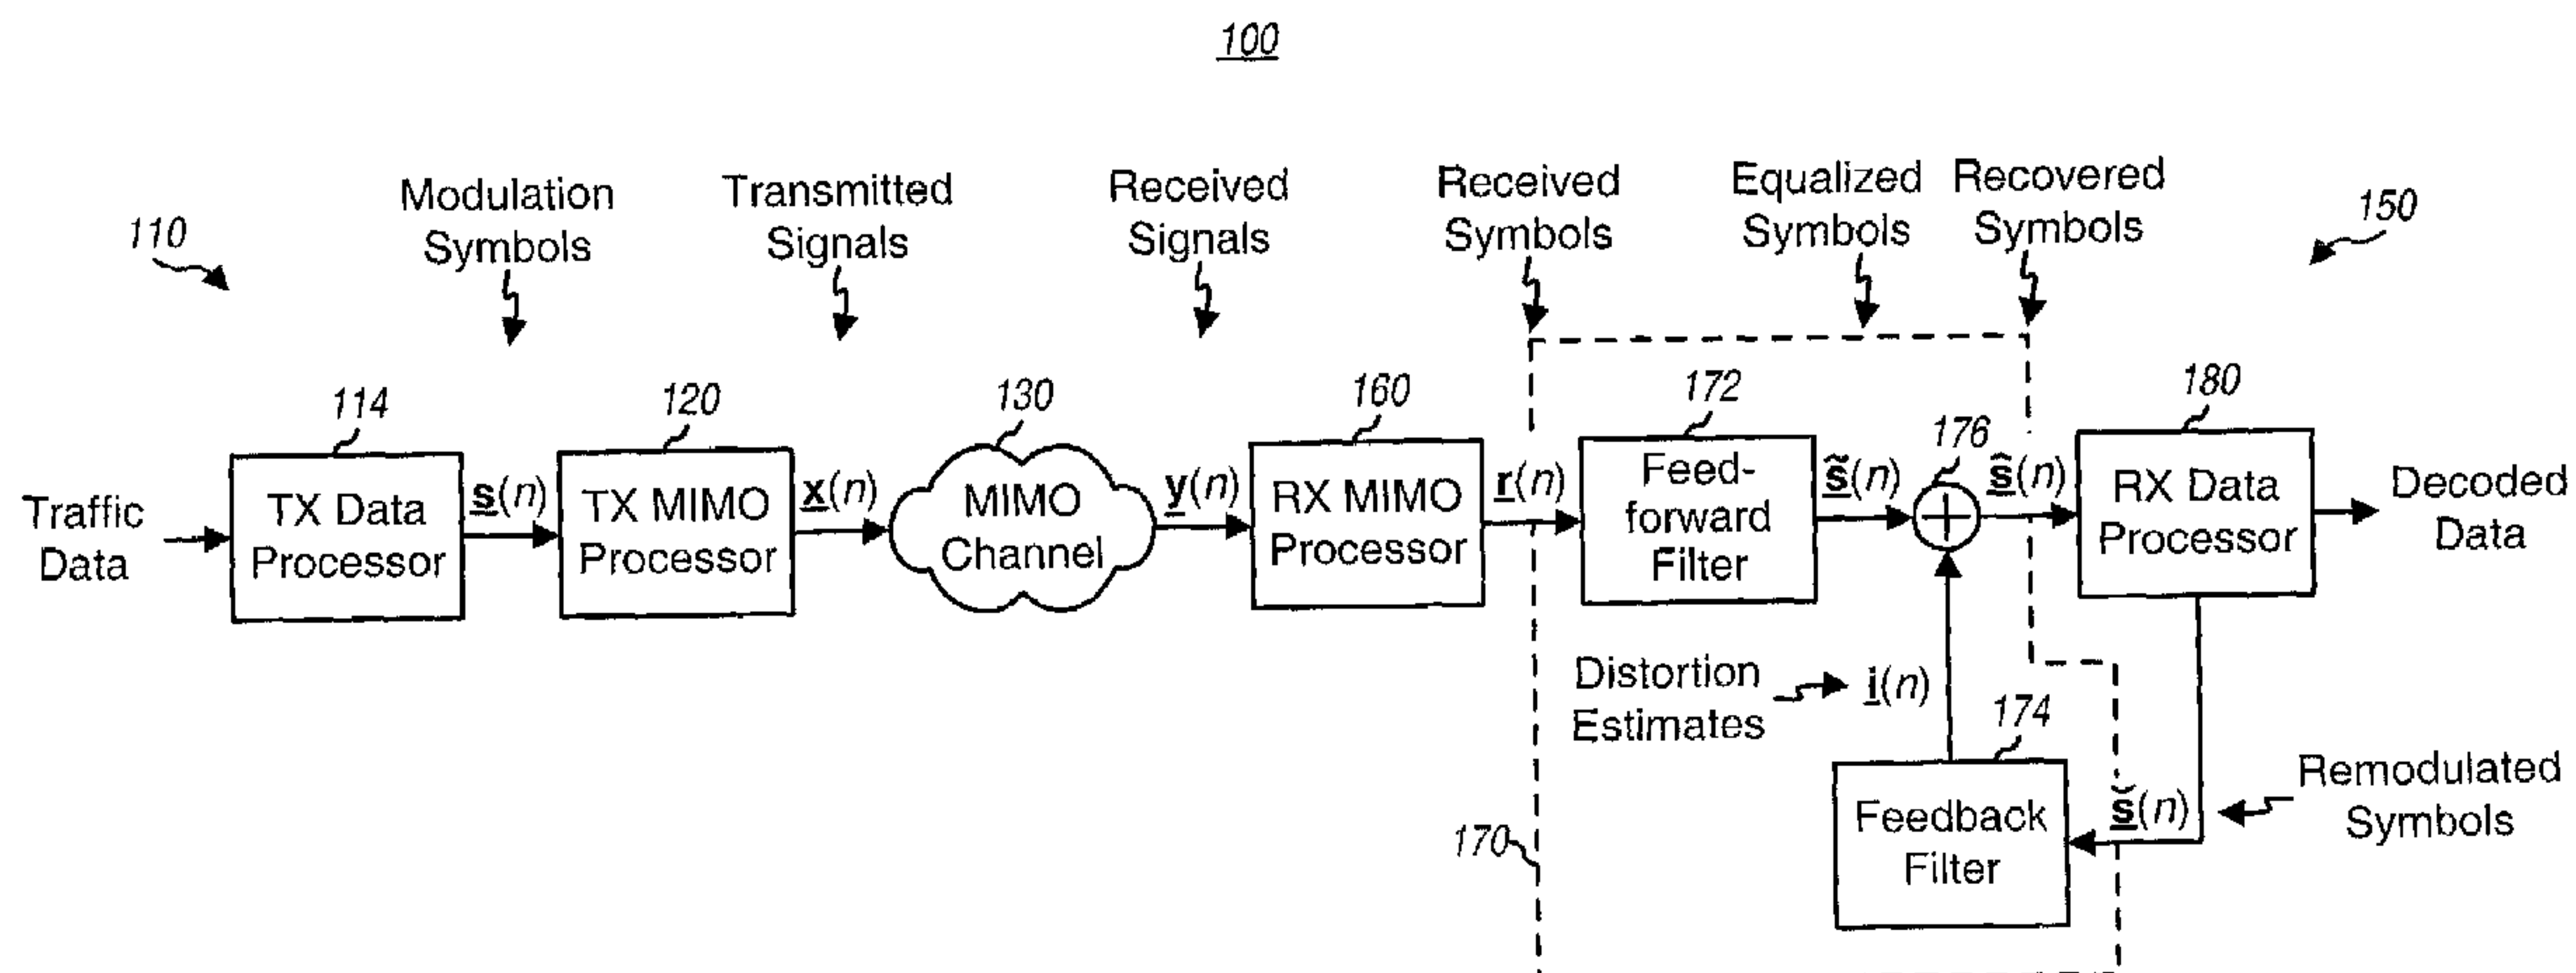 100
110
Modulation
Symbols
Transmitted
Signals
Received
Signals
Received
Symbols
Equalized
Symbols
Recovered
Symbols
150
114
120
130
160
172
176
180
Traffic
Data
TX Data
Processor
s(n)
TX MIMO
Processor
x(n)
MIMO
Channel
y(n)
RX MIMO
Processor
r(n)
Feed-
forward
Filter
s̃(n)
+
ŝ(n)
RX Data
Processor
Decoded
Data
Distortion
Estimates
i(n)
174
Feedback
Filter
š(n)
Remodulated
Symbols
170